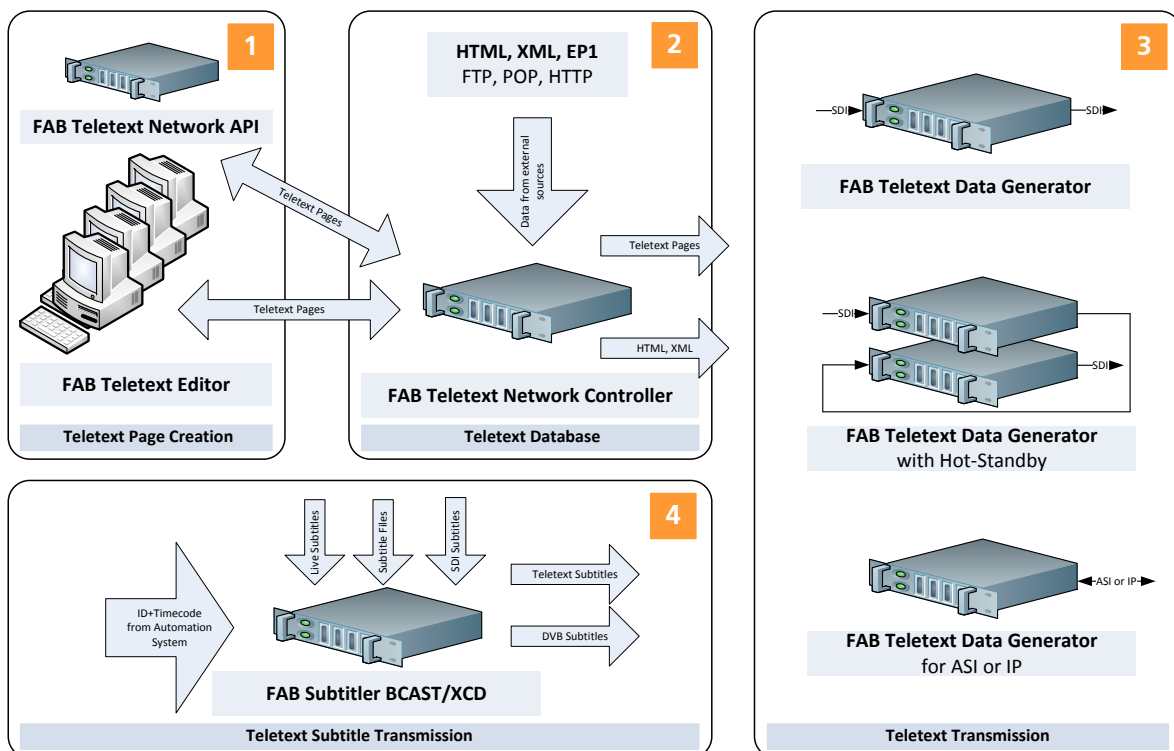 1
FAB Teletext Network API
FAB Teletext Editor
Teletext Page Creation
Teletext Pages
Teletext Pages
2
HTML, XML, EP1
FTP, POP, HTTP
Data from external
sources
Teletext Pages
HTML, XML
FAB Teletext Network Controller
Teletext Database
3
SDI
SDI
FAB Teletext Data Generator
SDI
SDI
FAB Teletext Data Generator
with Hot-Standby
ASI or IP
FAB Teletext Data Generator
for ASI or IP
Teletext Transmission
4
Live Subtitles
Subtitle Files
SDI Subtitles
ID+Timecode
from Automation
System
Teletext Subtitles
DVB Subtitles
FAB Subtitler BCAST/XCD
Teletext Subtitle Transmission